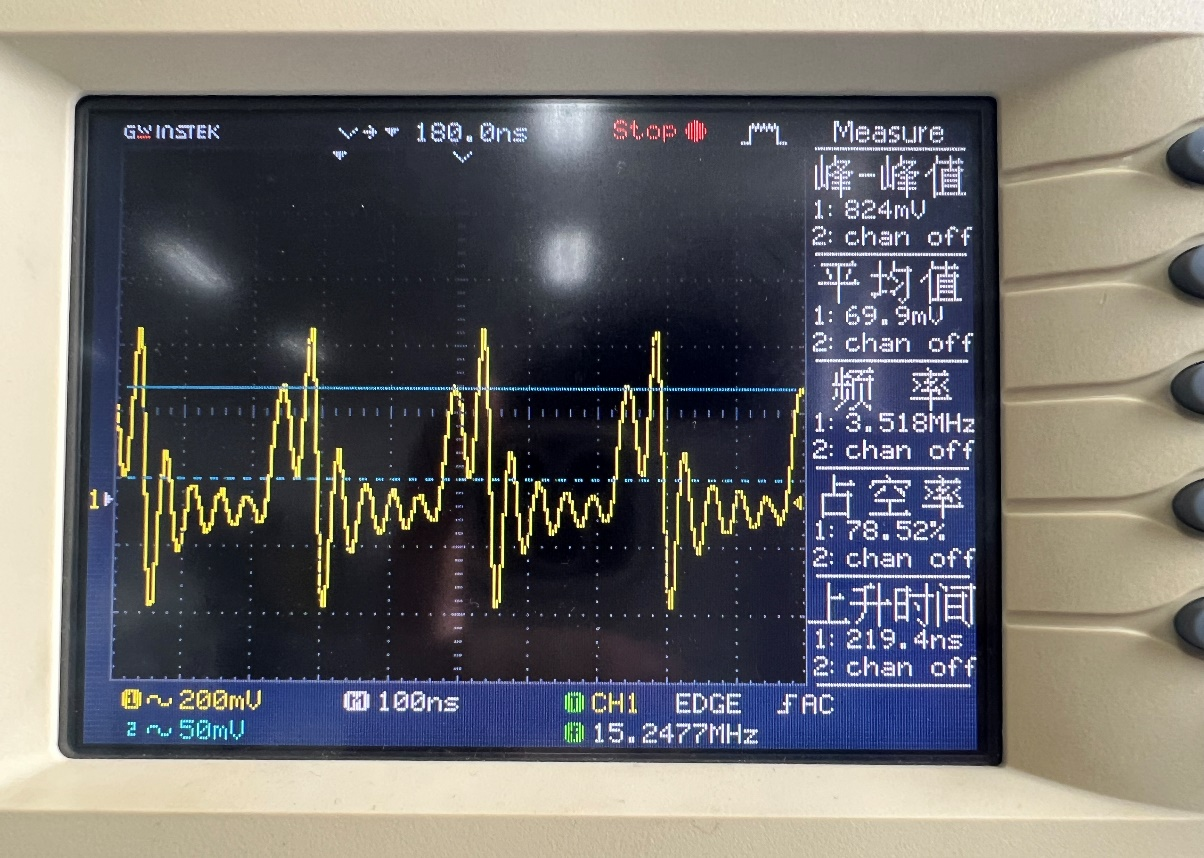 GWINSTEK 180.0ns Stop Measure
峰-峰值
1: 824mV
2: chan off
平均值
1: 69.9mV
2: chan off
频 率
1: 3.518MHz
2: chan off
占空率
1: 78.52%
2: chan off
上升时间
1: 219.4ns
2: chan off
1
1 200mV M 100ns T CH1 EDGE AC
2 50mV 15.2477MHz